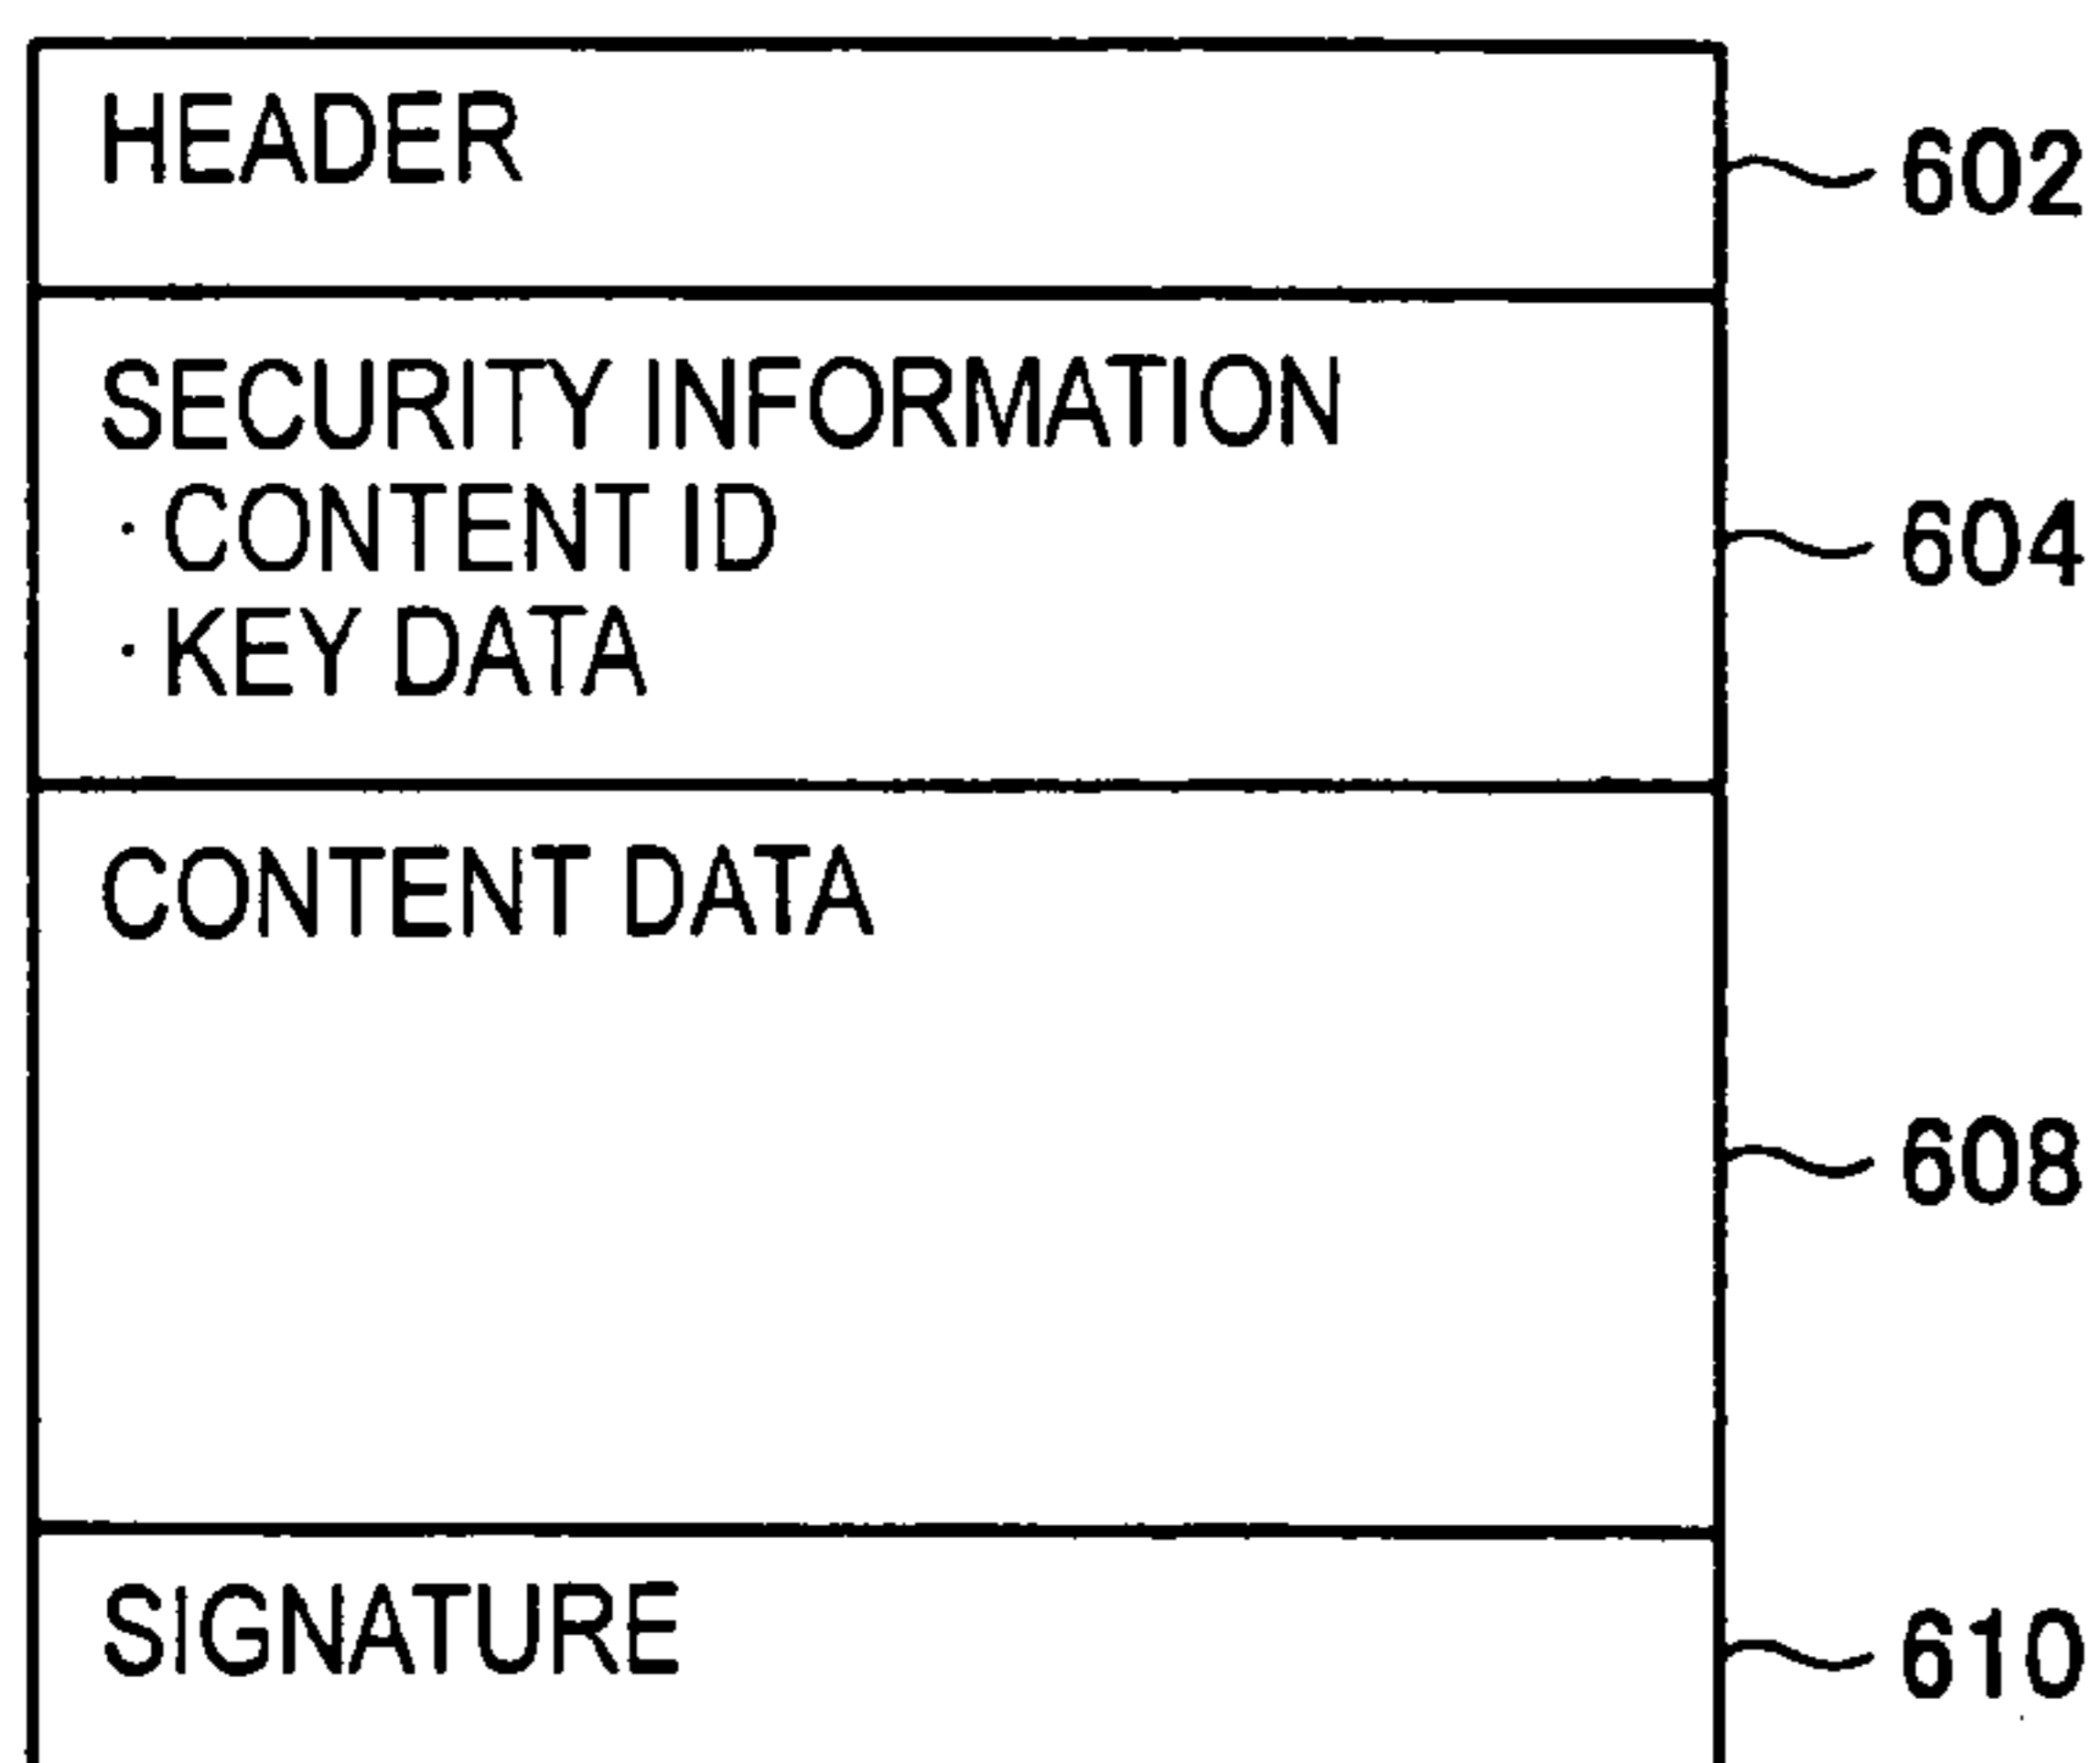 HEADER
602
SECURITY INFORMATION
· CONTENT ID
604
· KEY DATA
CONTENT DATA
608
SIGNATURE
610